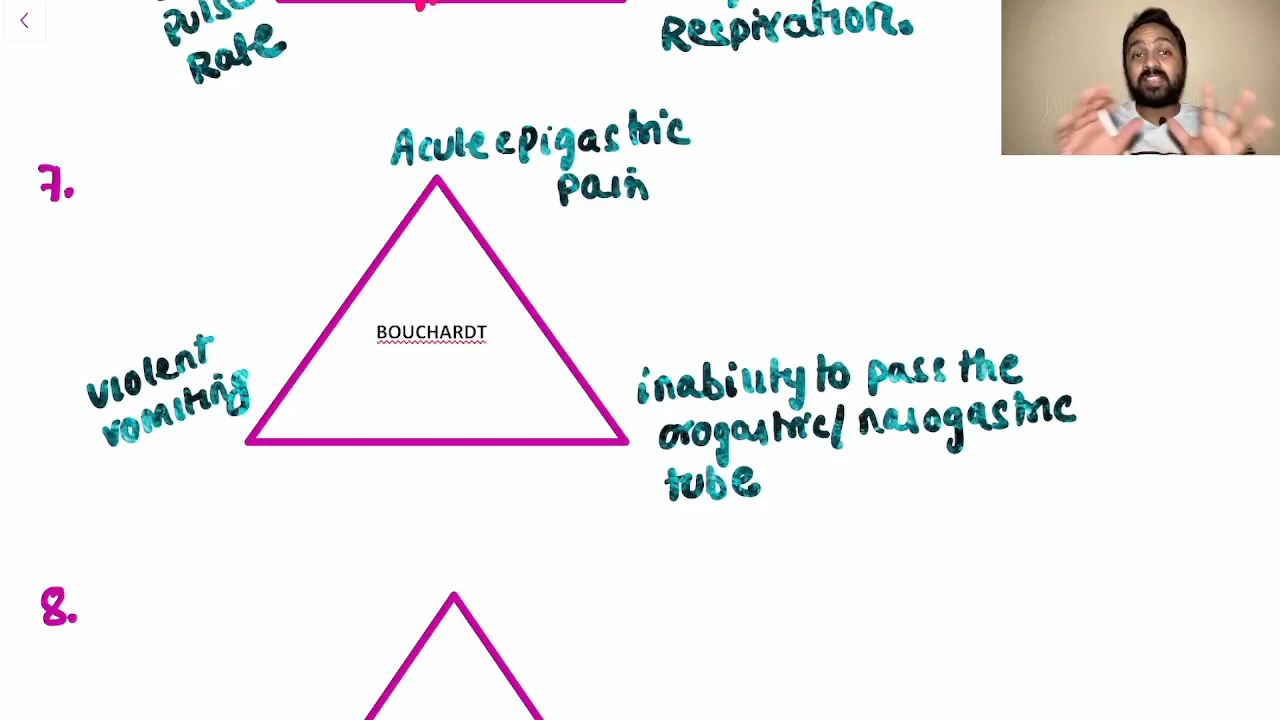 pulse
Rate
Respiration.
7.
Acute epigastric
pain
BOUCHARDT
violent
vomiting
inability to pass the
orogastric/ nasogastric
tube
8.